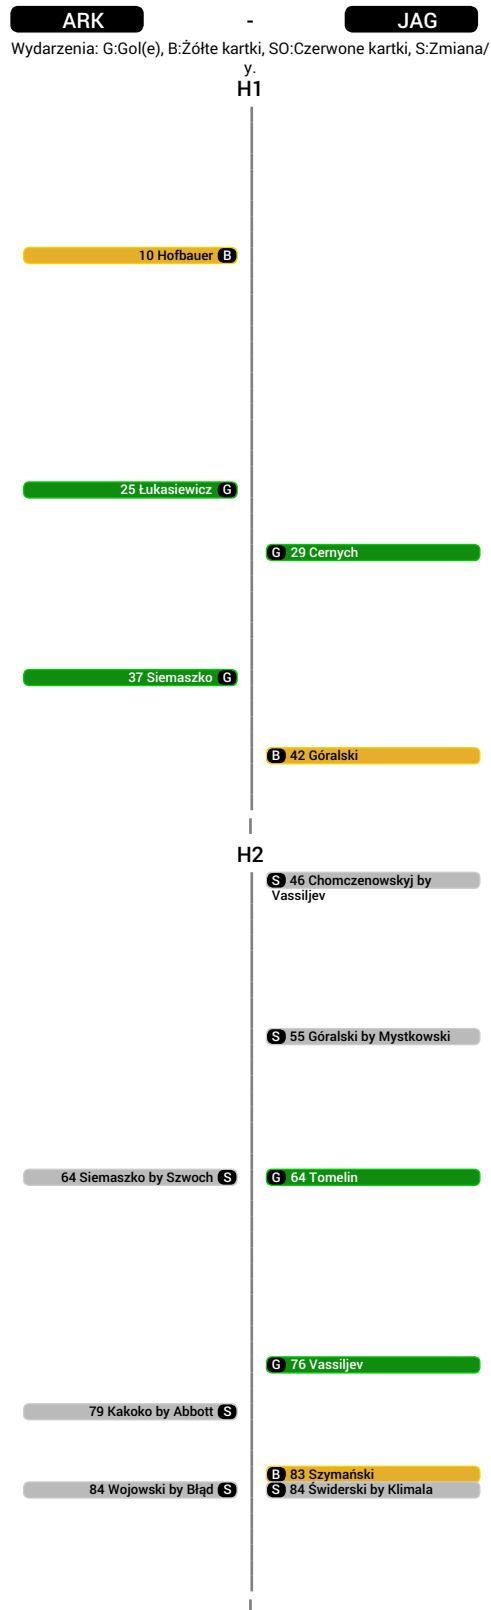 ARK - JAG
Wydarzenia: G:Gol(e), B:Żółte kartki, SO:Czerwone kartki, S:Zmiana/
y.
H1
10 Hofbauer B
25 Łukasiewicz G
G 29 Cernych
37 Siemaszko G
B 42 Góralski
H2
S 46 Chomczenowskyj by
Vassiljev
S 55 Góralski by Mystkowski
64 Siemaszko by Szwoch S G 64 Tomelin
G 76 Vassiljev
79 Kakoko by Abbott S
B 83 Szymański
84 Wojowski by Błąd S S 84 Świderski by Klimala